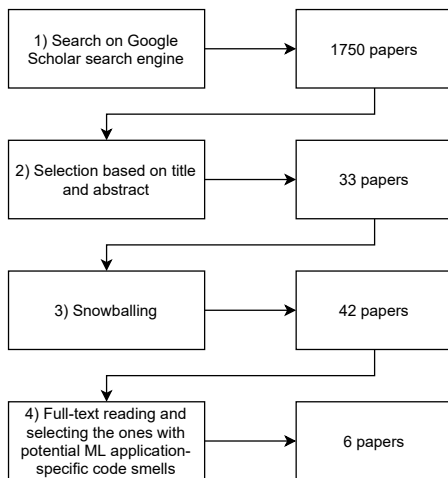 1) Search on Google
Scholar search engine
1750 papers
2) Selection based on title
and abstract
33 papers
3) Snowballing
42 papers
4) Full-text reading and
selecting the ones with
potential ML application-
specific code smells
6 papers